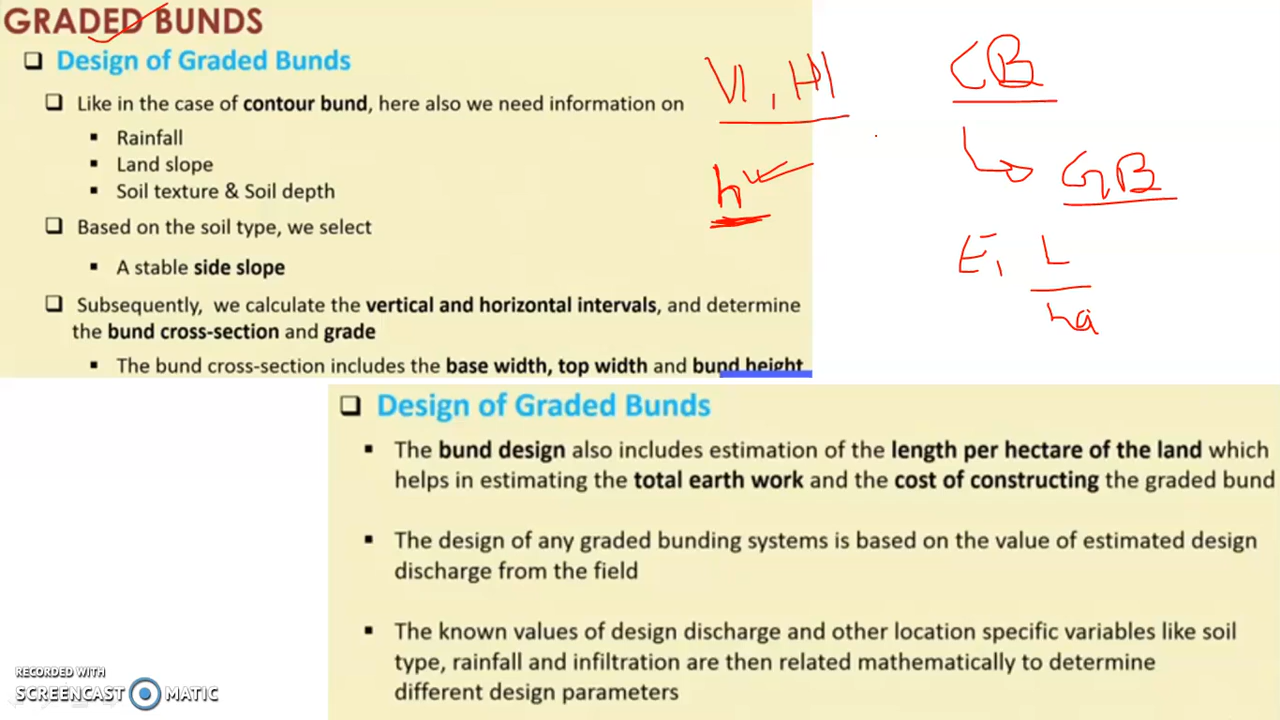 GRADED BUNDS
❑ Design of Graded Bunds
❑ Like in the case of contour bund, here also we need information on
▪ Rainfall
▪ Land slope
▪ Soil texture & Soil depth
❑ Based on the soil type, we select
▪ A stable side slope
❑ Subsequently, we calculate the vertical and horizontal intervals, and determine
the bund cross-section and grade
▪ The bund cross-section includes the base width, top width and bund height
VI, HI
h
CB
GB
E, L
ha
❑ Design of Graded Bunds
▪ The bund design also includes estimation of the length per hectare of the land which
helps in estimating the total earth work and the cost of constructing the graded bund
▪ The design of any graded bunding systems is based on the value of estimated design
discharge from the field
▪ The known values of design discharge and other location specific variables like soil
type, rainfall and infiltration are then related mathematically to determine
different design parameters
RECORDED WITH
SCREENCAST MATIC